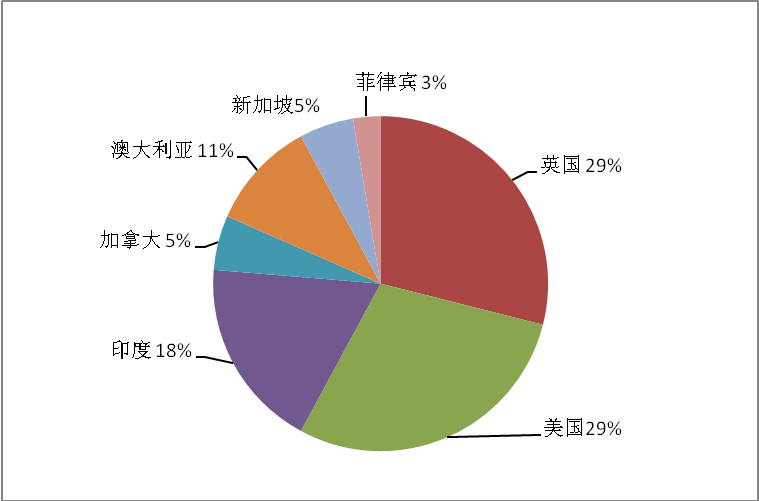 菲律宾 3%
新加坡5%
澳大利亚 11%
英国 29%
加拿大 5%
印度 18%
美国29%